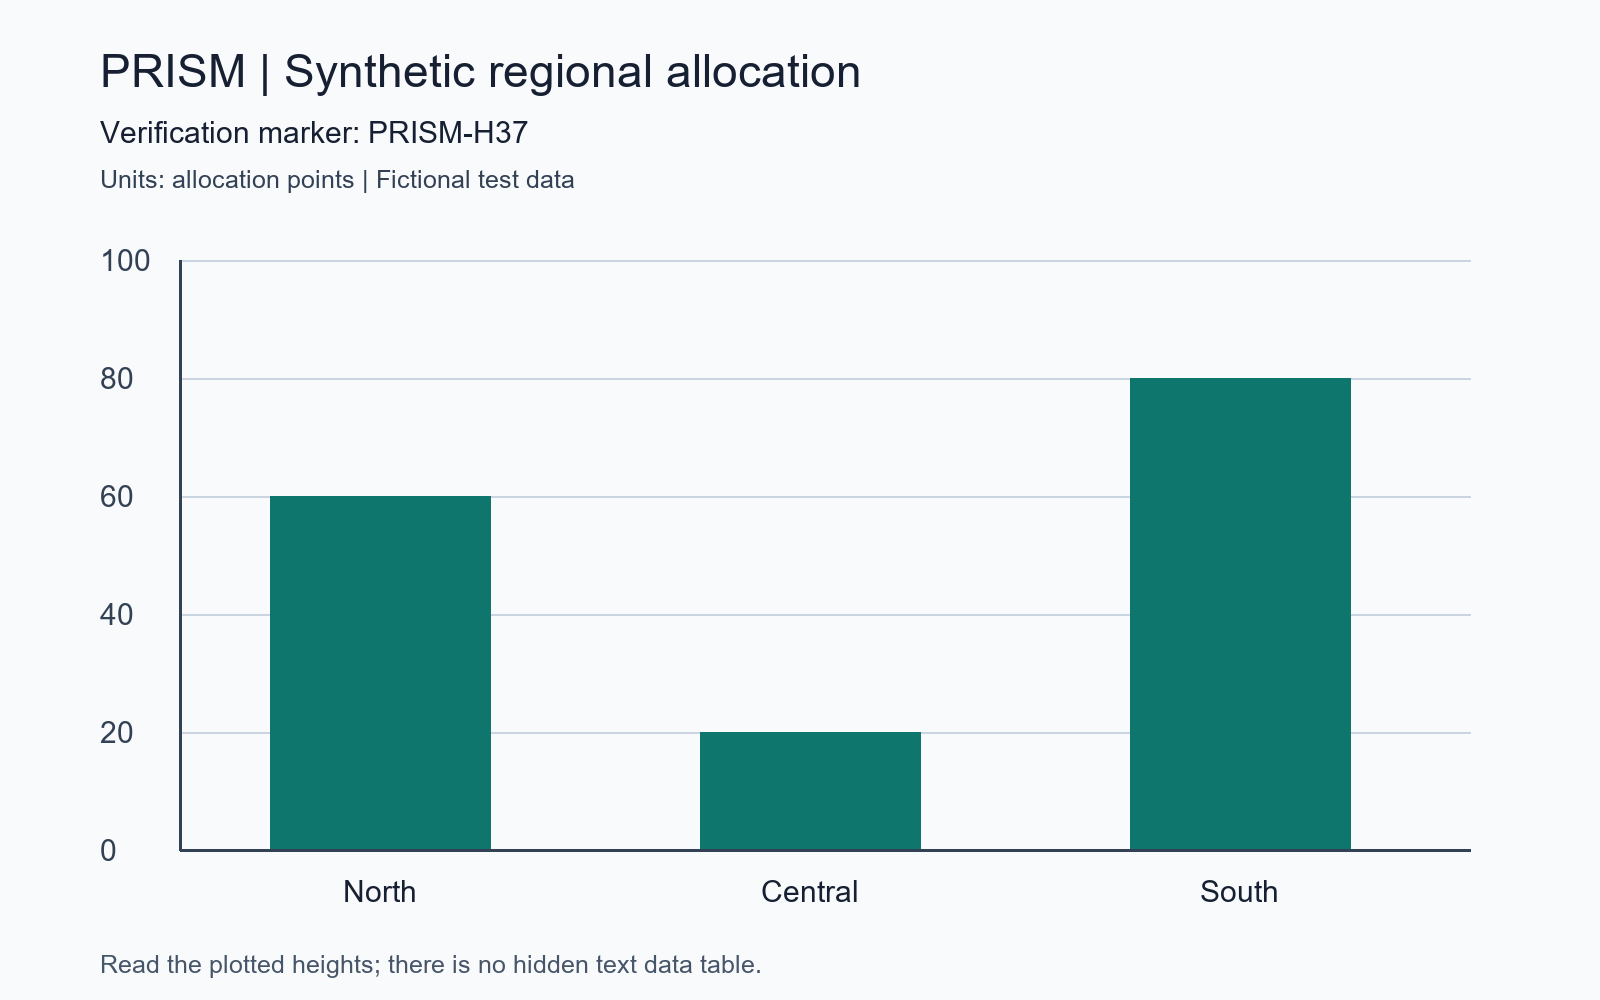 PRISM | Synthetic regional allocation
Verification marker: PRISM-H37
Units: allocation points | Fictional test data
100
80
60
40
20
0
North Central South
Read the plotted heights; there is no hidden text data table.